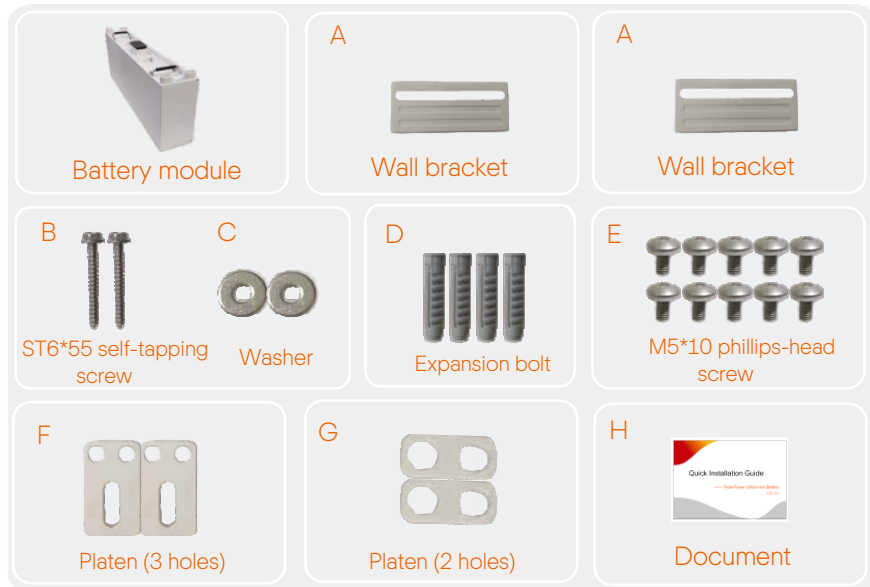 Battery module
A
Wall bracket
A
Wall bracket
B
ST6*55 self-tapping
screw
C
Washer
D
Expansion bolt
E
M5*10 phillips-head
screw
F
Platen (3 holes)
G
Platen (2 holes)
H
Quick Installation Guide
Document